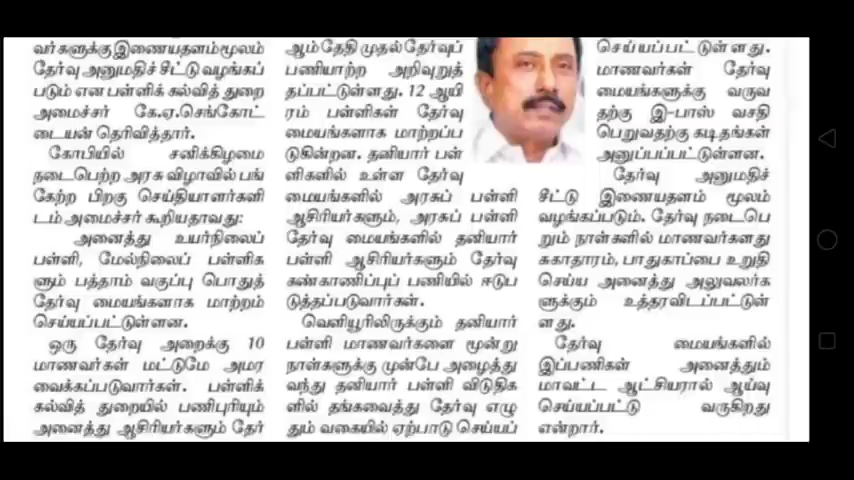 வர்களுக்கு இணையதளம் மூலம்
தேர்வு அனுமதிச் சீட்டு வழங்கப்
படும் என பள்ளிக் கல்வித் துறை
அமைச்சர் கே.ஏ.செங்கோட்
டையன் தெரிவித்தார்.
கோபியில் சனிக்கிழமை
நடைபெற்ற அரசு விழாவில் பங்
கேற்ற பிறகு செய்தியாளர்களி
டம் அமைச்சர் கூறியதாவது:
அனைத்து உயர்நிலைப்
பள்ளி, மேல்நிலைப் பள்ளிக
ளும் பத்தாம் வகுப்பு பொதுத்
தேர்வு மையங்களாக மாற்றம்
செய்யப்பட்டுள்ளன.
ஒரு தேர்வு அறைக்கு 10
மாணவர்கள் மட்டுமே அமர
வைக்கப்படுவார்கள். பள்ளிக்
கல்வித் துறையில் பணிபுரியும்
அனைத்து ஆசிரியர்களும் தேர்
ஆம் தேதி முதல் தேர்வுப்
பணியாற்ற அறிவுறுத்
தப்பட்டுள்ளது. 12 ஆயி
ரம் பள்ளிகள் தேர்வு
மையங்களாக மாற்றப்ப
டுகின்றன. தனியார் பள்
ளிகளில் உள்ள தேர்வு
மையங்களில் அரசுப் பள்ளி
ஆசிரியர்களும், அரசுப் பள்ளி
தேர்வு மையங்களில் தனியார்
பள்ளி ஆசிரியர்களும் தேர்வு
கண்காணிப்புப் பணியில் ஈடுப
டுத்தப்படுவார்கள்.
வெளியூரிலிருக்கும் தனியார்
பள்ளி மாணவர்களை மூன்று
நாள்களுக்கு முன்பே அழைத்து
வந்து தனியார் பள்ளி விடுதிக
ளில் தங்கவைத்து தேர்வு எழு
தும் வகையில் ஏற்பாடு செய்யப்
செய்யப்பட்டுள்ளது.
மாணவர்கள் தேர்வு
மையங்களுக்கு வருவ
தற்கு இ-பாஸ் வசதி
பெறுவதற்கு கடிதங்கள்
அனுப்பப்பட்டுள்ளன.
தேர்வு அனுமதிச்
சீட்டு இணையதளம் மூலம்
வழங்கப்படும். தேர்வு நடைபெ
றும் நாள்களில் மாணவர்களது
சுகாதாரம், பாதுகாப்பை உறுதி
செய்ய அனைத்து அலுவலர்க
ளுக்கும் உத்தரவிடப்பட்டுள்
ளது.
தேர்வு மையங்களில்
இப்பணிகள் அனைத்தும்
மாவட்ட ஆட்சியரால் ஆய்வு
செய்யப்பட்டு வருகிறது
என்றார்.